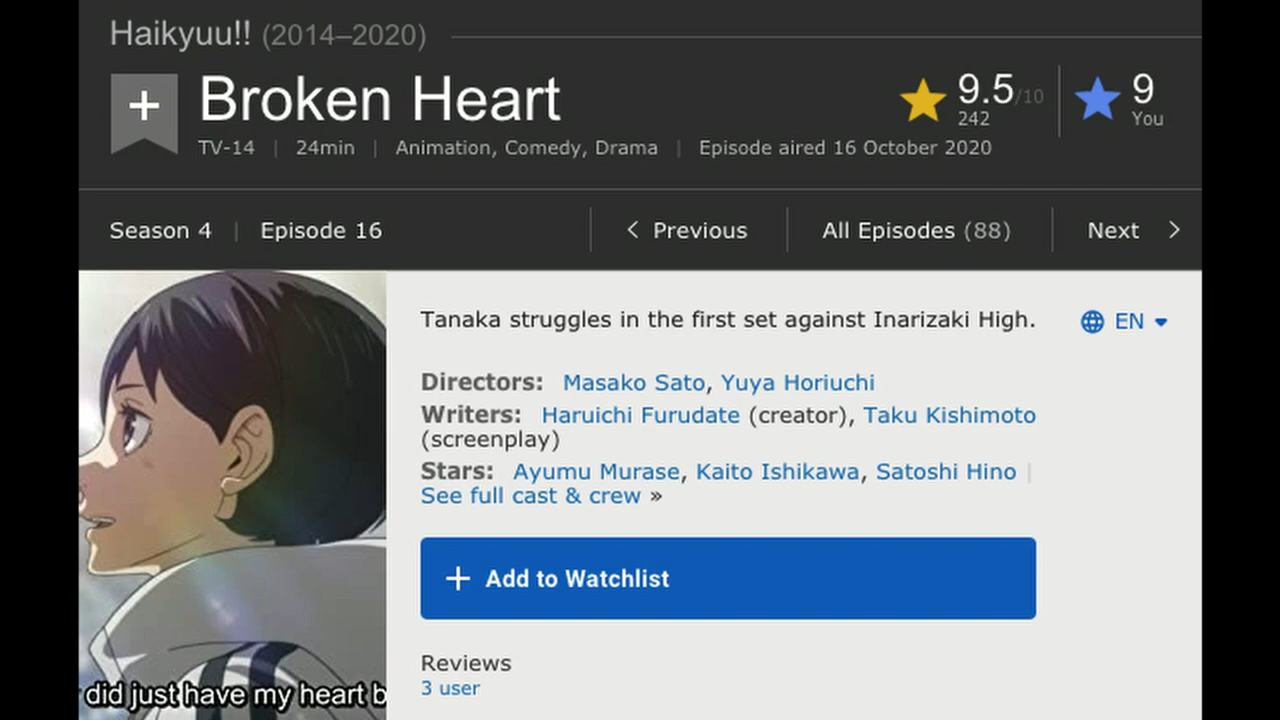 Haikyuu!! (2014–2020)
+ Broken Heart
9.5/10
242
9
You
TV-14 | 24min | Animation, Comedy, Drama | Episode aired 16 October 2020
Season 4 | Episode 16
Previous
All Episodes (88)
Next
Tanaka struggles in the first set against Inarizaki High.
EN
Directors: Masako Sato, Yuya Horiuchi
Writers: Haruichi Furudate (creator), Taku Kishimoto
(screenplay)
Stars: Ayumu Murase, Kaito Ishikawa, Satoshi Hino |
See full cast & crew »
+ Add to Watchlist
Reviews
3 user
did just have my heart b